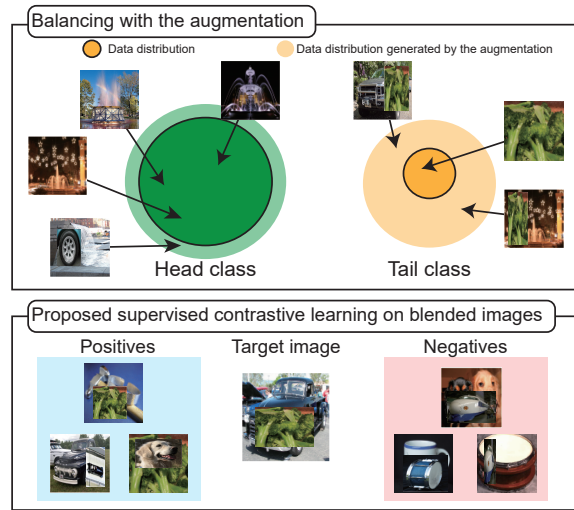 Balancing with the augmentation
Data distribution
Data distribution generated by the augmentation
Head class
Tail class
Proposed supervised contrastive learning on blended images
Positives
Target image
Negatives